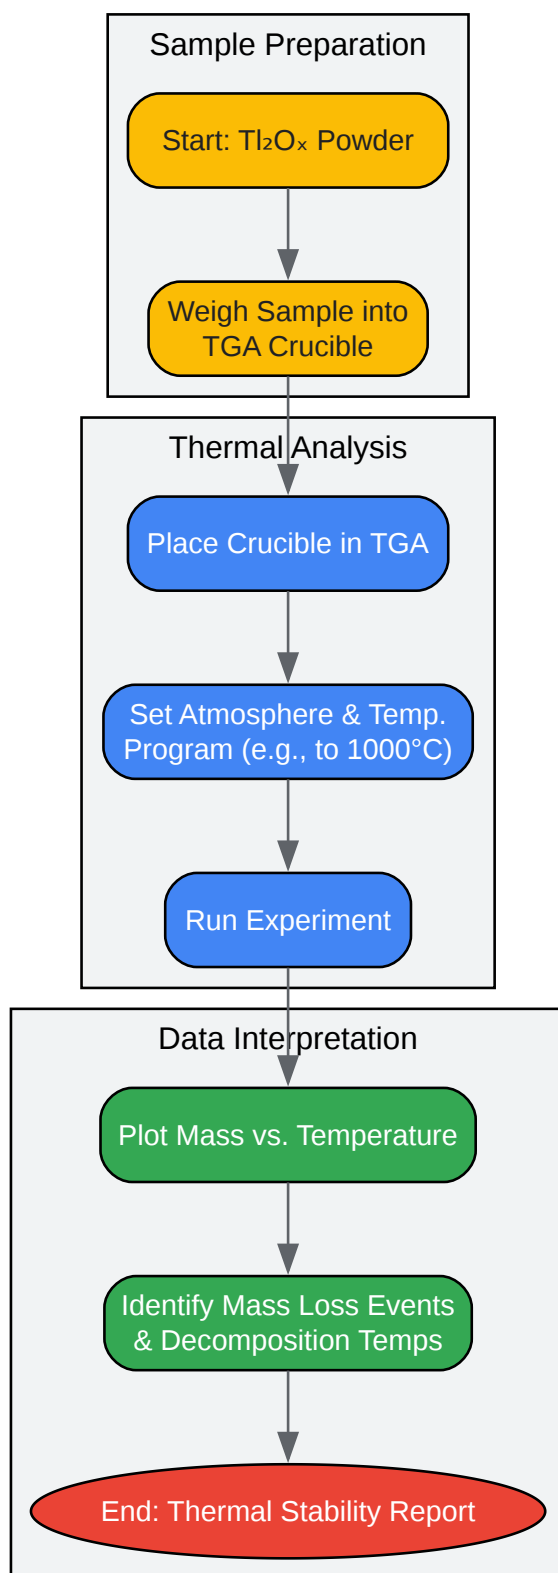 Sample Preparation
Start: Tl₂Oₓ Powder
Weigh Sample into
TGA Crucible
Thermal Analysis
Place Crucible in TGA
Set Atmosphere & Temp.
Program (e.g., to 1000°C)
Run Experiment
Data Interpretation
Plot Mass vs. Temperature
Identify Mass Loss Events
& Decomposition Temps
End: Thermal Stability Report